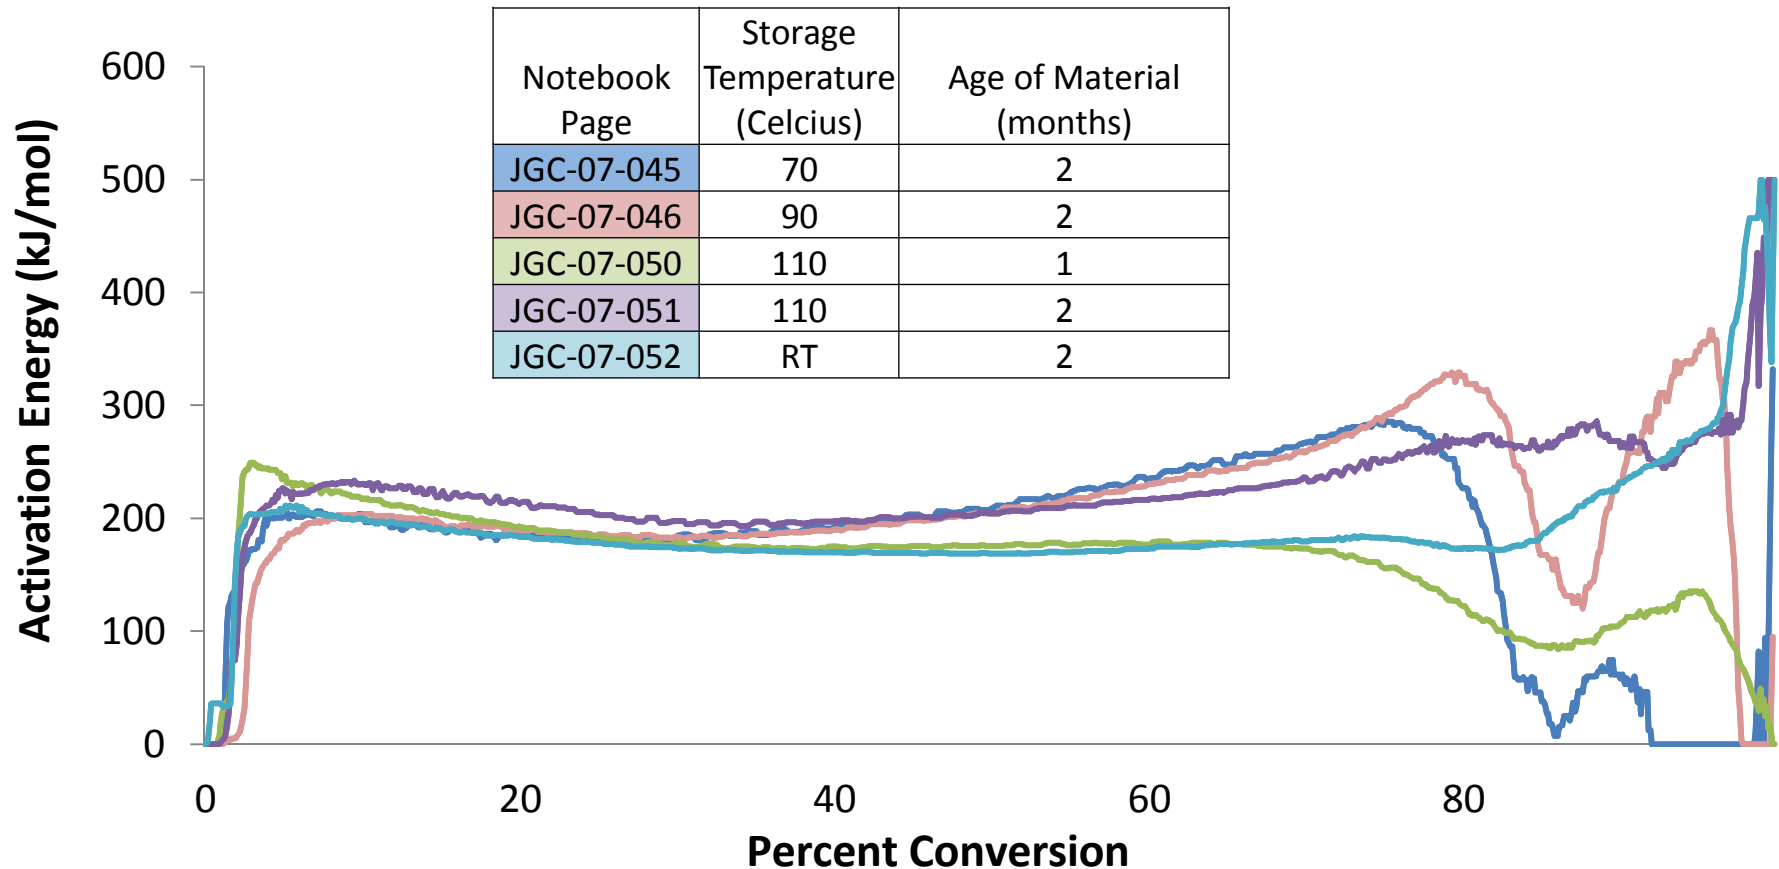 Notebook Page Storage Temperature (Celcius) Age of Material (months)
JGC-07-045 70 2
JGC-07-046 90 2
JGC-07-050 110 1
JGC-07-051 110 2
JGC-07-052 RT 2
Activation Energy (kJ/mol)
600
500
400
300
200
100
0
0 20 40 60 80
Percent Conversion